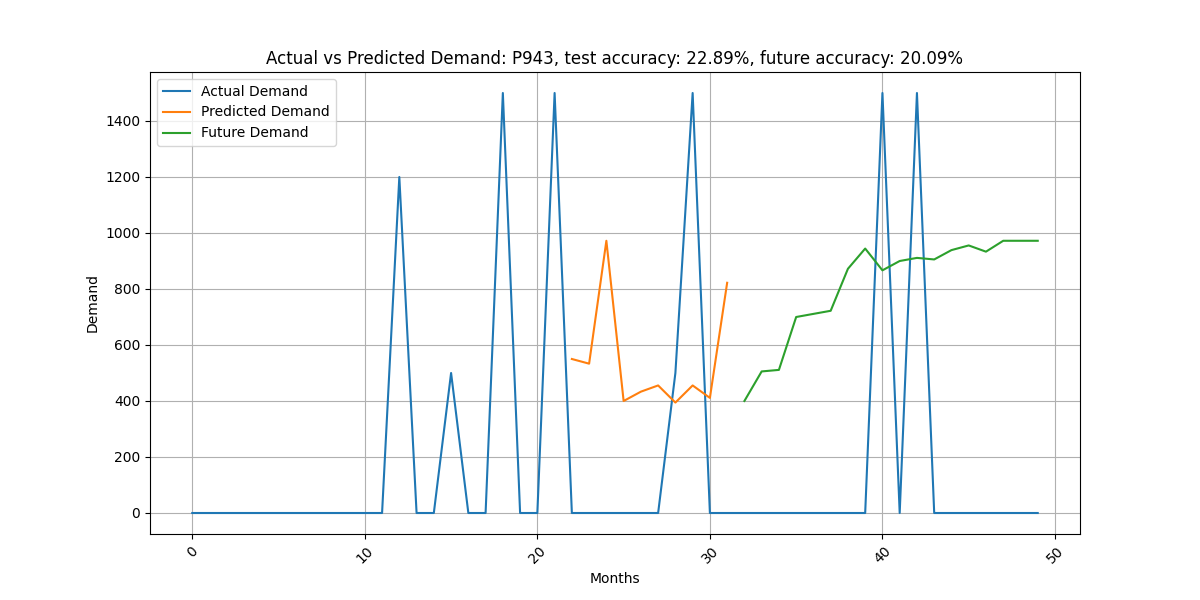 Actual vs Predicted Demand: P943, test accuracy: 22.89%, future accuracy: 20.09%
Actual Demand
Predicted Demand
Future Demand
Demand
1400
1200
1000
800
600
400
200
0
0
10
20
30
40
50
Months